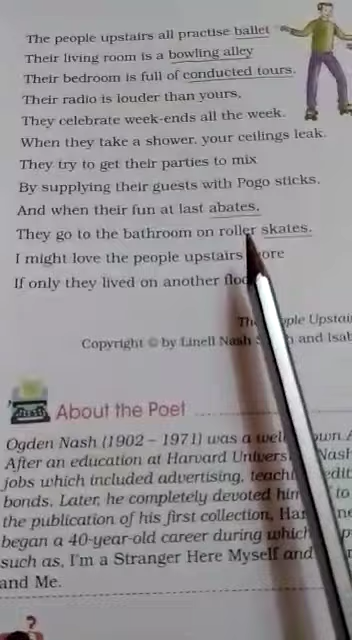 The people upstairs all practise ballet
Their living room is a bowling alley
Their bedroom is full of conducted tours.
Their radio is louder than yours,
They celebrate week-ends all the week.
When they take a shower, your ceilings leak.
They try to get their parties to mix
By supplying their guests with Pogo sticks,
And when their fun at last abates,
They go to the bathroom on roller skates.
I might love the people upstairs
If only they lived on another
Copyright © by Linell Nash and
About the Poet
Ogden Nash (1902 – 1971) was a
After an education at Harvard Nash
jobs which included advertising,
bonds. Later, he completely devoted to
the publication of his first collection,
began a 40-year-old career during which
such as, I'm a Stranger Here Myself and
and Me.
?